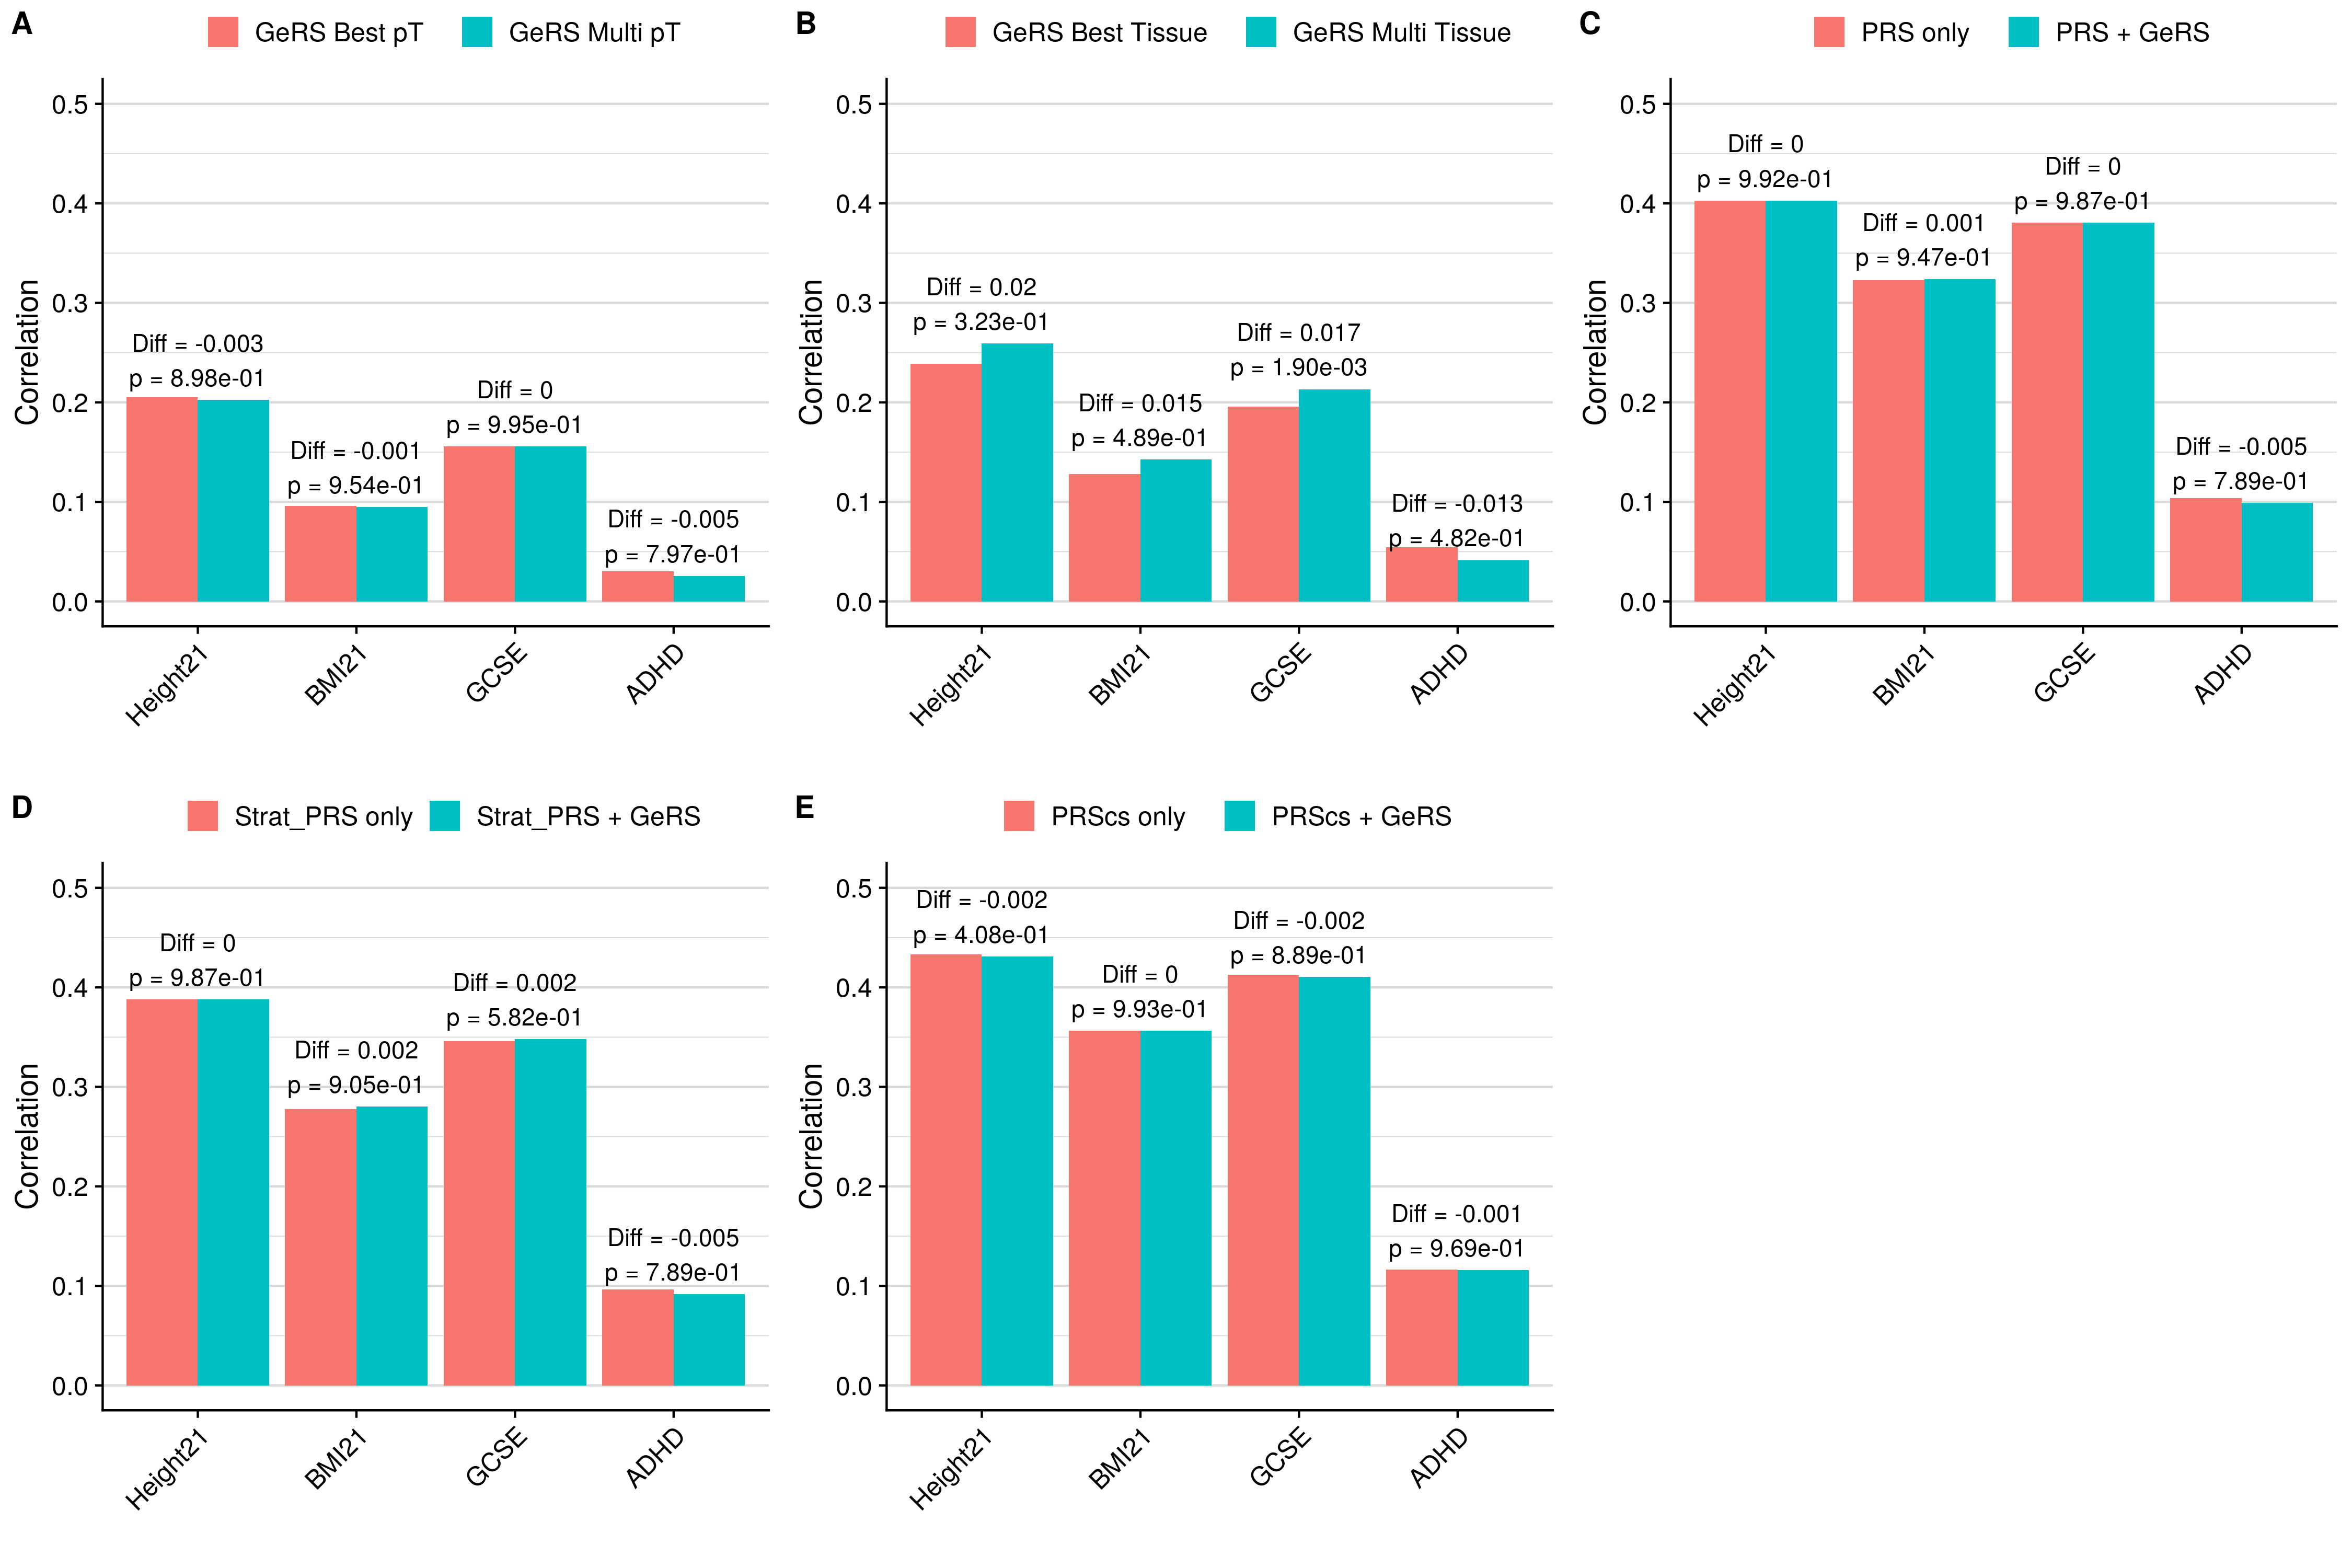 A
GeRS Best pT
GeRS Multi pT
Correlation
0.5
0.4
0.3
0.2
0.1
0.0
Diff = -0.003
p = 8.98e-01
Diff = -0.001
p = 9.54e-01
Diff = 0
p = 9.95e-01
Diff = -0.005
p = 7.97e-01
Height21
BMI21
GCSE
ADHD
B
GeRS Best Tissue
GeRS Multi Tissue
Correlation
0.5
0.4
0.3
0.2
0.1
0.0
Diff = 0.02
p = 3.23e-01
Diff = 0.015
p = 4.89e-01
Diff = 0.017
p = 1.90e-03
Diff = -0.013
p = 4.82e-01
Height21
BMI21
GCSE
ADHD
C
PRS only
PRS + GeRS
Correlation
0.5
0.4
0.3
0.2
0.1
0.0
Diff = 0
p = 9.92e-01
Diff = 0.001
p = 9.47e-01
Diff = 0
p = 9.87e-01
Diff = -0.005
p = 7.89e-01
Height21
BMI21
GCSE
ADHD
D
Strat_PRS only
Strat_PRS + GeRS
Correlation
0.5
0.4
0.3
0.2
0.1
0.0
Diff = 0
p = 9.87e-01
Diff = 0.002
p = 9.05e-01
Diff = 0.002
p = 5.82e-01
Diff = -0.005
p = 7.89e-01
Height21
BMI21
GCSE
ADHD
E
PRScs only
PRScs + GeRS
Correlation
0.5
0.4
0.3
0.2
0.1
0.0
Diff = -0.002
p = 4.08e-01
Diff = 0
p = 9.93e-01
Diff = -0.002
p = 8.89e-01
Diff = -0.001
p = 9.69e-01
Height21
BMI21
GCSE
ADHD